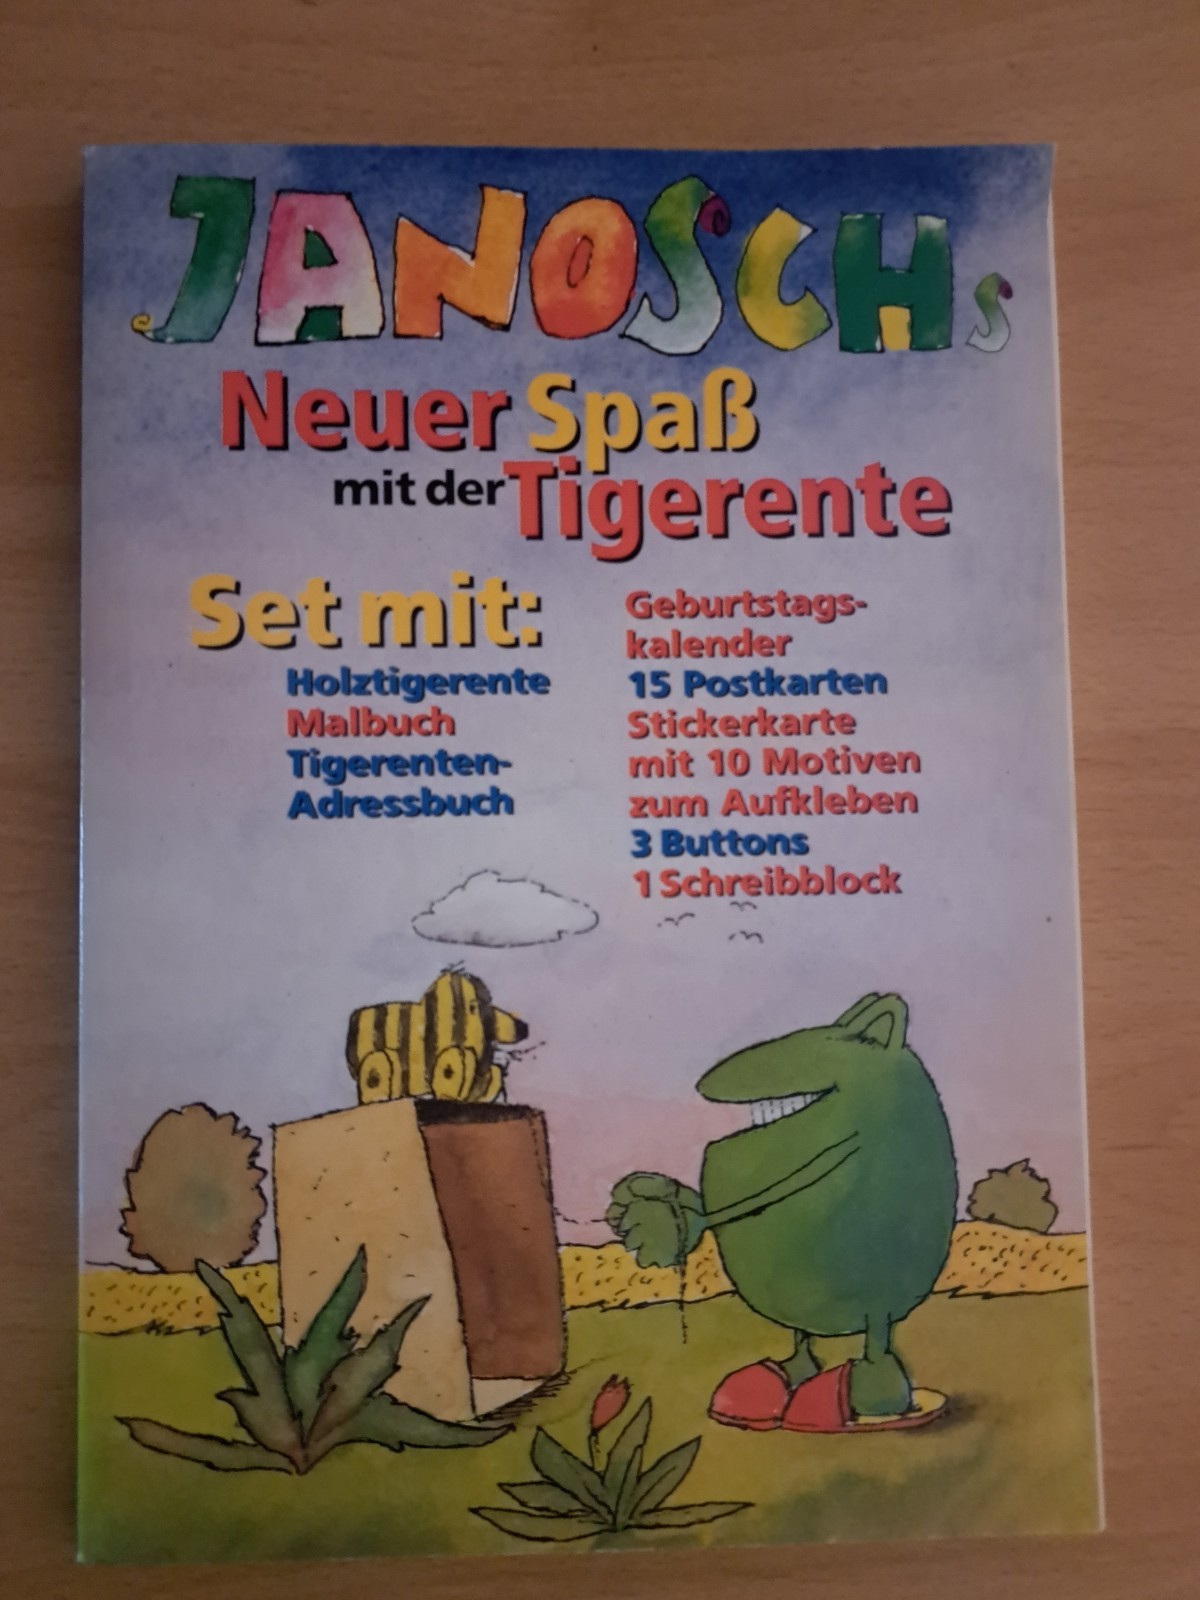 JANOSCHs
Neuer Spaß
mit der Tigerente
Set mit:
Holztigerente
Malbuch
Tigerenten-
Adressbuch
Geburtstags-
kalender
15 Postkarten
Stickerkarte
mit 10 Motiven
zum Aufkleben
3 Buttons
1 Schreibblock